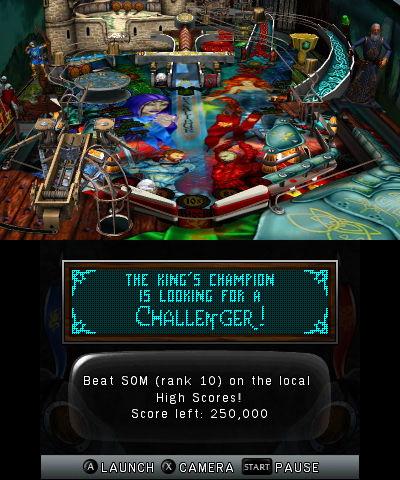 THE KING'S CHAMPION
IS LOOKING FOR A
CHALLENGER!
Beat SOM (rank 10) on the local
High Scores!
Score left: 250,000
A LAUNCH X CAMERA START PAUSE